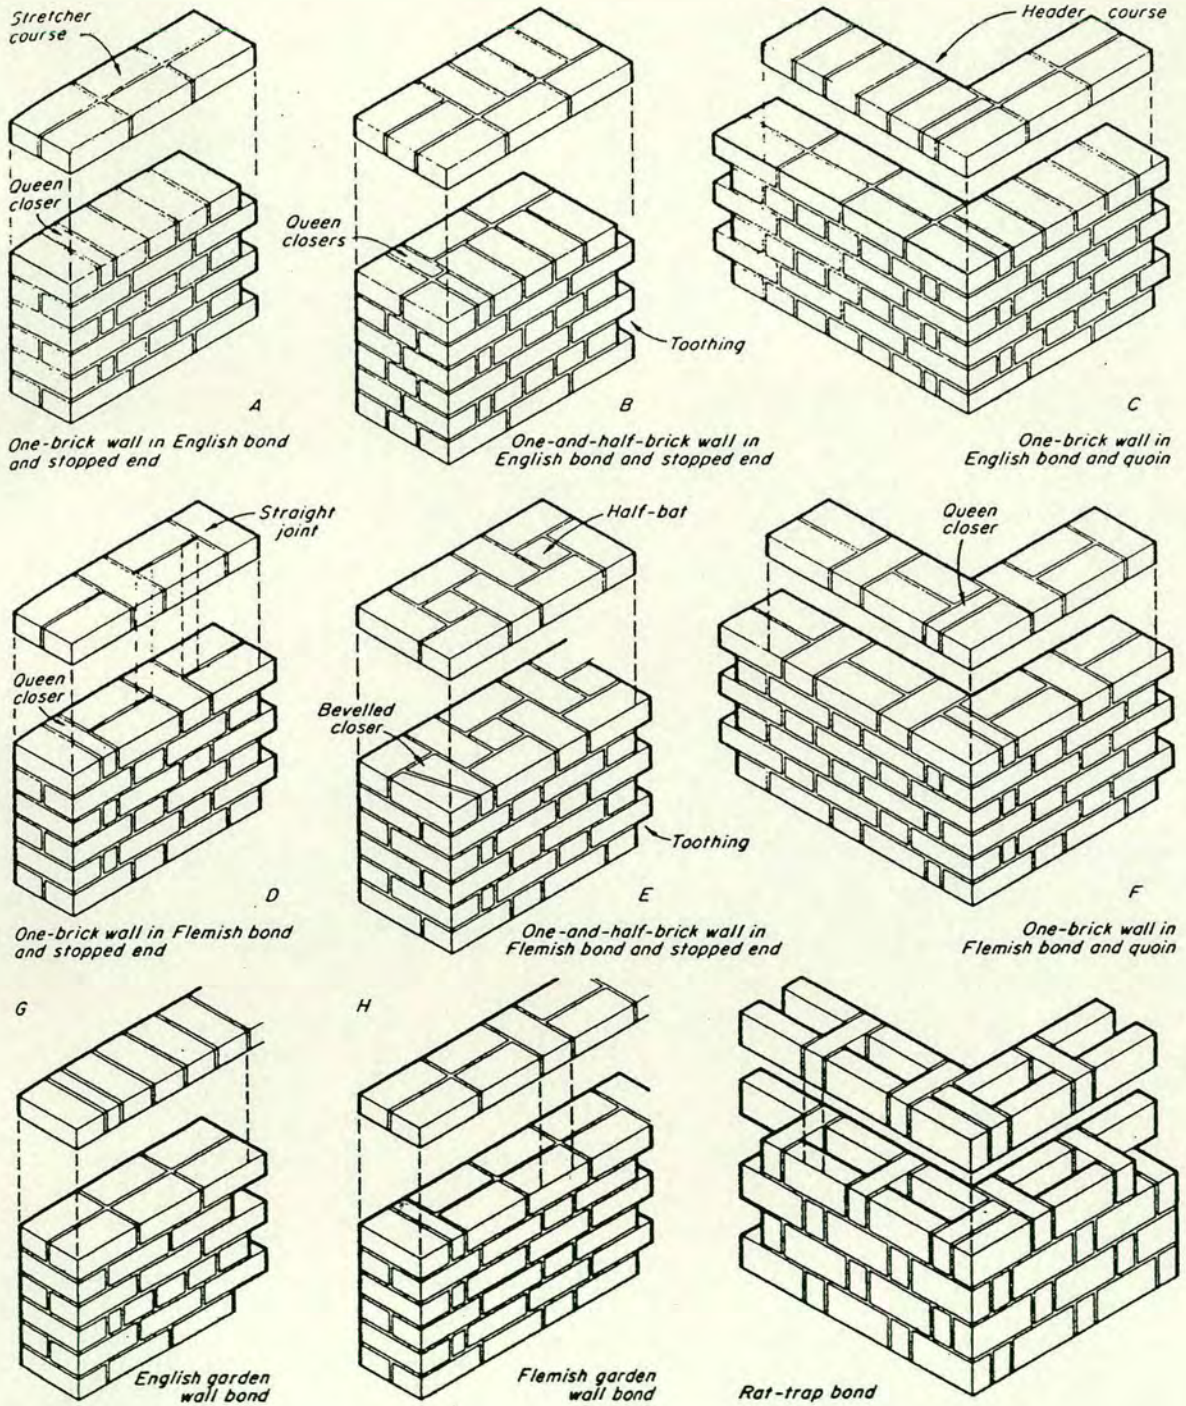 Stretcher
course
Header course
Queen
closer
Queen
closers
Toothing
A
B
C
One-brick wall in English bond
and stopped end
One-and-half-brick wall in
English bond and stopped end
One-brick wall in
English bond and quoin
Straight
joint
Half-bat
Queen
closer
Queen
closer
Bevelled
closer
Toothing
D
E
F
One-brick wall in Flemish bond
and stopped end
One-and-half-brick wall in
Flemish bond and stopped end
One-brick wall in
Flemish bond and quoin
G
H
English garden
wall bond
Flemish garden
wall bond
Rat-trap bond